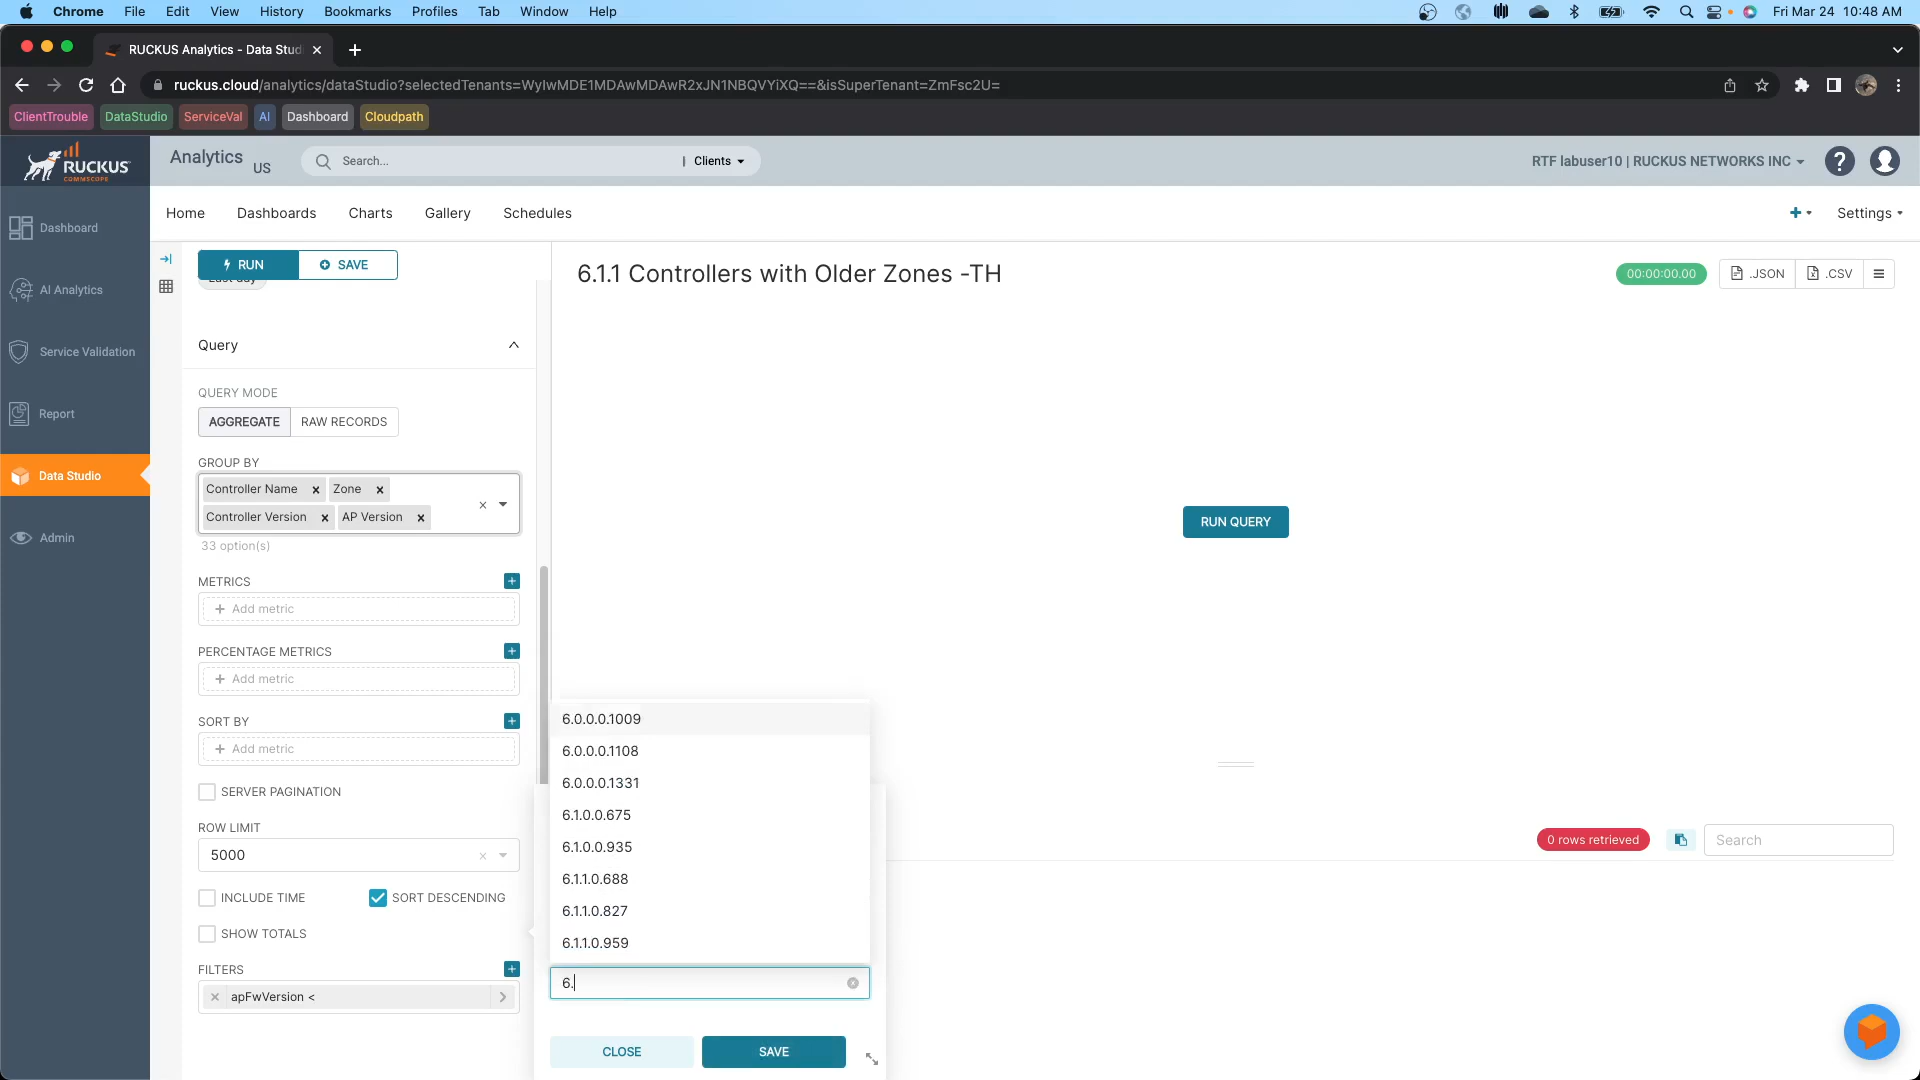 Chrome File Edit View History Bookmarks Profiles Tab Window Help Fri Mar 24 10:48 AM
RUCKUS Analytics - Data Studi
ruckus.cloud/analytics/dataStudio?selectedTenants=WyIwMDE1MDAwMDAwR2xJN1NBQVYiXQ==&isSuperTenant=ZmFsc2U=
ClientTrouble DataStudio ServiceVal AI Dashboard Cloudpath
RUCKUS COMMSCOPE Analytics US Search... | Clients RTF labuser10 | RUCKUS NETWORKS INC ?
Home Dashboards Charts Gallery Schedules + Settings
Dashboard
AI Analytics
Service Validation
Report
Data Studio
Admin
RUN SAVE
Last day
Query
QUERY MODE
AGGREGATE RAW RECORDS
GROUP BY
Controller Name × Zone ×
Controller Version × AP Version ×
33 option(s)
METRICS
+ Add metric
PERCENTAGE METRICS
+ Add metric
SORT BY
+ Add metric
SERVER PAGINATION
ROW LIMIT
5000
INCLUDE TIME SORT DESCENDING
SHOW TOTALS
FILTERS
apFwVersion <
6.1.1 Controllers with Older Zones -TH
00:00:00.00 .JSON .CSV
RUN QUERY
6.0.0.0.1009
6.0.0.0.1108
6.0.0.0.1331
6.1.0.0.675
6.1.0.0.935
6.1.1.0.688
6.1.1.0.827
6.1.1.0.959
6.
CLOSE SAVE
0 rows retrieved Search